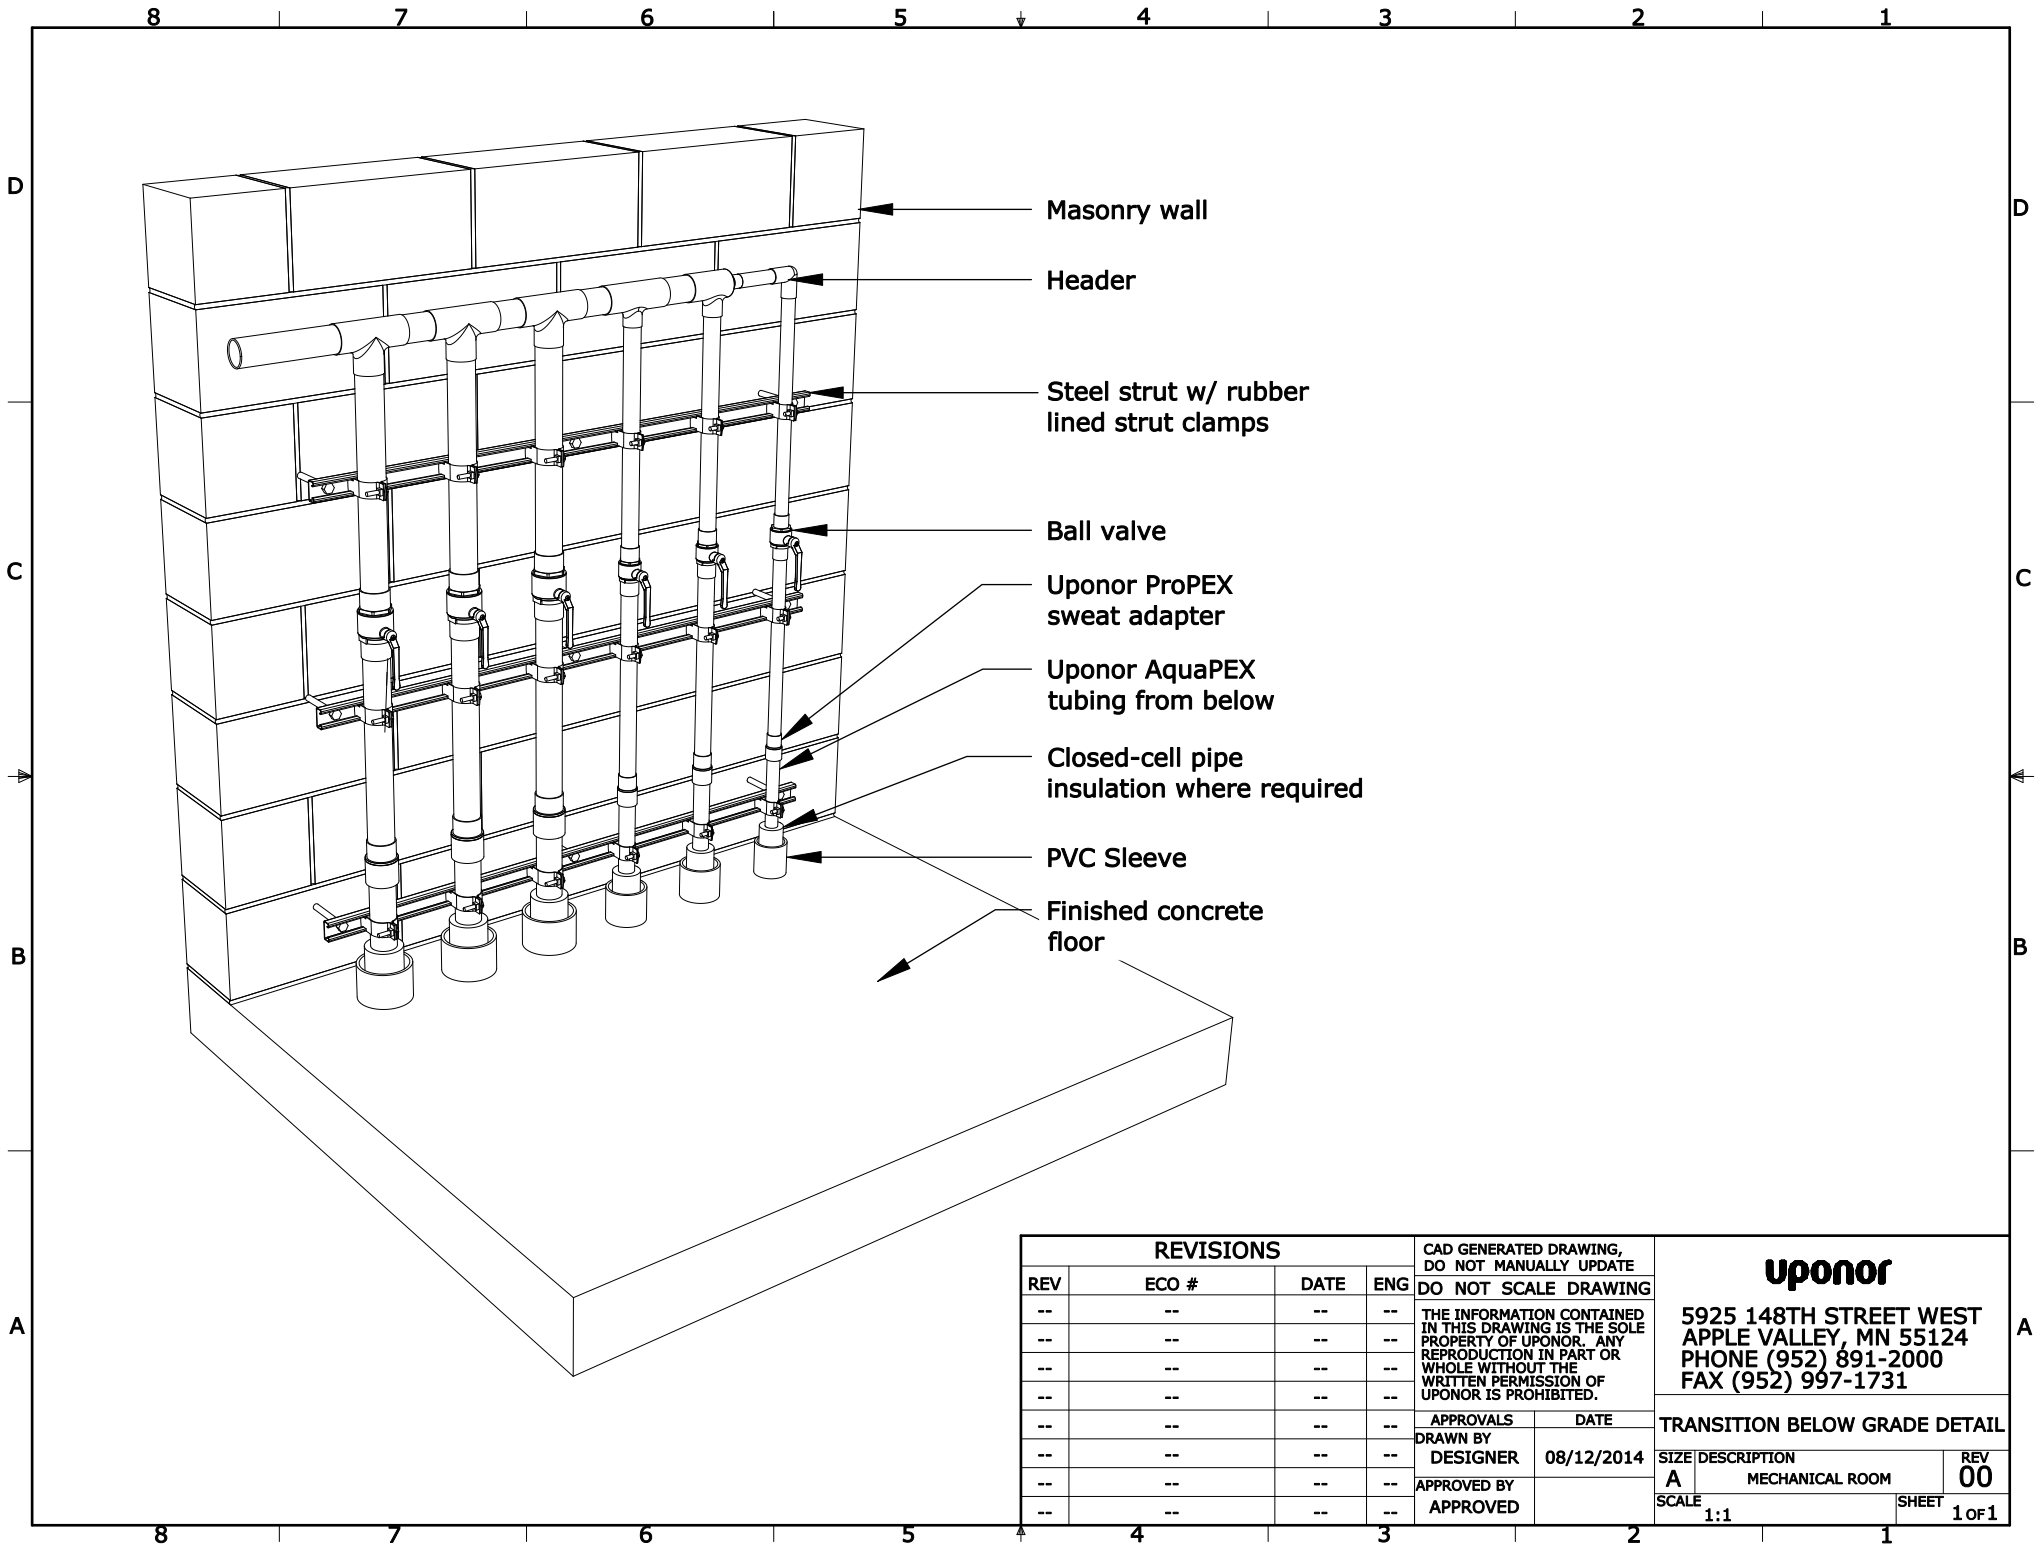 8 7 6 5 4 3 2 1
D D
Masonry wall
Header
Steel strut w/ rubber
lined strut clamps
Ball valve
C C
Uponor ProPEX
sweat adapter
Uponor AquaPEX
tubing from below
Closed-cell pipe
insulation where required
PVC Sleeve
Finished concrete
floor
B B
A A
REVISIONS
REV ECO # DATE ENG
-- -- -- --
-- -- -- --
-- -- -- --
-- -- -- --
-- -- -- --
-- -- -- --
-- -- -- --
-- -- -- --
CAD GENERATED DRAWING,
DO NOT MANUALLY UPDATE
DO NOT SCALE DRAWING
THE INFORMATION CONTAINED
IN THIS DRAWING IS THE SOLE
PROPERTY OF UPONOR. ANY
REPRODUCTION IN PART OR
WHOLE WITHOUT THE
WRITTEN PERMISSION OF
UPONOR IS PROHIBITED.
APPROVALS DATE
DRAWN BY
DESIGNER 08/12/2014
APPROVED BY
APPROVED
uponor
5925 148TH STREET WEST
APPLE VALLEY, MN 55124
PHONE (952) 891-2000
FAX (952) 997-1731
TRANSITION BELOW GRADE DETAIL
SIZE DESCRIPTION REV
A MECHANICAL ROOM 00
SCALE 1:1 SHEET 1 OF 1
8 7 6 5 4 3 2 1